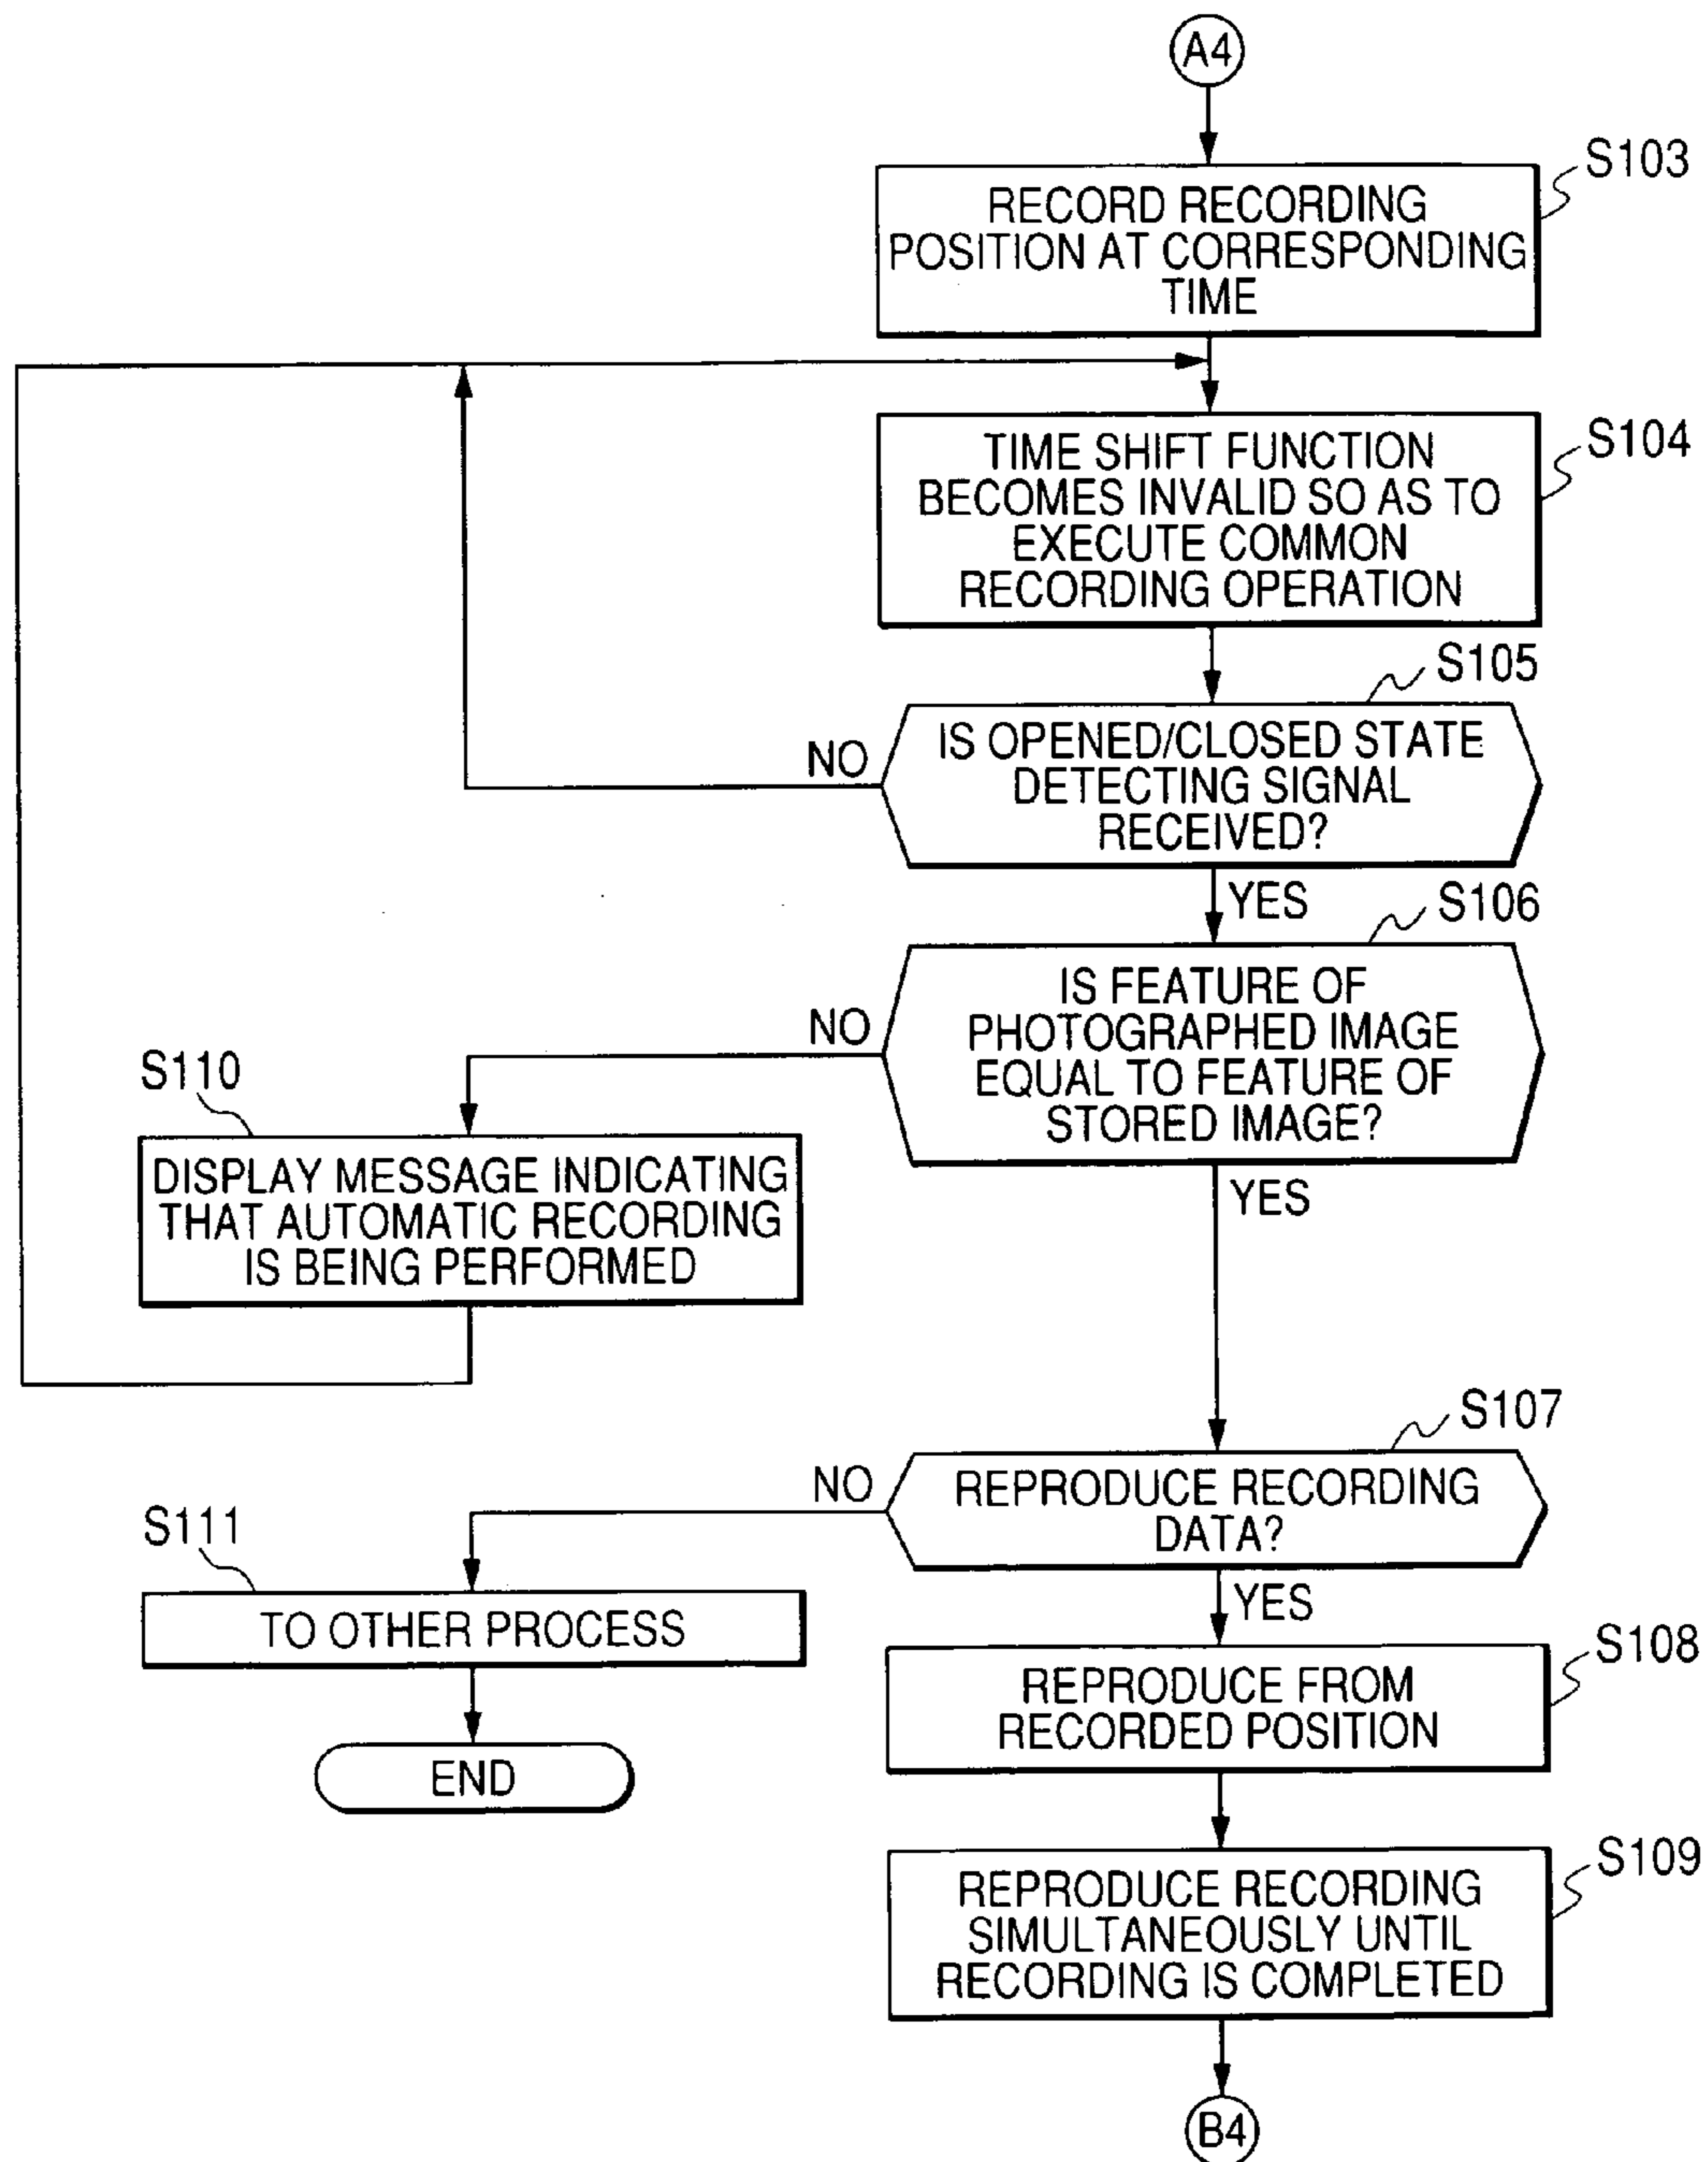 A4
S103
RECORD RECORDING
POSITION AT CORRESPONDING
TIME
S104
TIME SHIFT FUNCTION
BECOMES INVALID SO AS TO
EXECUTE COMMON
RECORDING OPERATION
S105
IS OPENED/CLOSED STATE
DETECTING SIGNAL
RECEIVED?
NO
YES
S106
IS FEATURE OF
PHOTOGRAPHED IMAGE
EQUAL TO FEATURE OF
STORED IMAGE?
NO
YES
S110
DISPLAY MESSAGE INDICATING
THAT AUTOMATIC RECORDING
IS BEING PERFORMED
S107
REPRODUCE RECORDING
DATA?
NO
YES
S111
TO OTHER PROCESS
END
S108
REPRODUCE FROM
RECORDED POSITION
S109
REPRODUCE RECORDING
SIMULTANEOUSLY UNTIL
RECORDING IS COMPLETED
B4